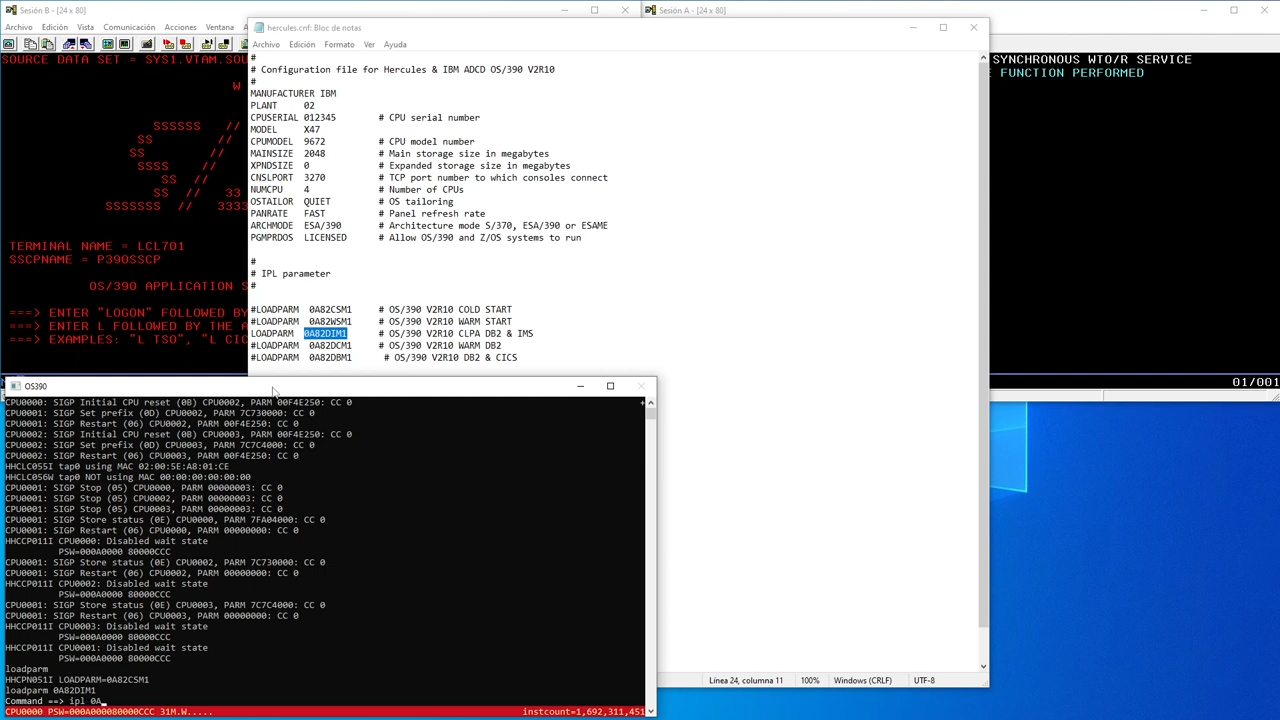 Sesión B - [24 x 80]
Archivo Edición Vista Comunicación Acciones Ventana
SOURCE DATA SET = SYS1.VTAM.SOU
W
SSSSSS //
SS //
SS //
SSSS //
SS //
SS // 33
SSSSSSS // 3333
TERMINAL NAME = LCL701
SSCPNAME = P390SSCP
OS/390 APPLICATION S
===> ENTER "LOGON" FOLLOWED BY
===> ENTER L FOLLOWED BY THE A
===> EXAMPLES: "L TSO", "L CIC
Sesión A - [24 x 80]
SYNCHRONOUS WTO/R SERVICE
FUNCTION PERFORMED
01/001
hercules.cnf: Bloc de notas
Archivo Edición Formato Ver Ayuda
#
# Configuration file for Hercules & IBM ADCD OS/390 V2R10
#
MANUFACTURER IBM
PLANT 02
CPUSERIAL 012345 # CPU serial number
MODEL X47
CPUMODEL 9672 # CPU model number
MAINSIZE 2048 # Main storage size in megabytes
XPNDSIZE 0 # Expanded storage size in megabytes
CNSLPORT 3270 # TCP port number to which consoles connect
NUMCPU 4 # Number of CPUs
OSTAILOR QUIET # OS tailoring
PANRATE FAST # Panel refresh rate
ARCHMODE ESA/390 # Architecture mode S/370, ESA/390 or ESAME
PGMPRDOS LICENSED # Allow OS/390 and Z/OS systems to run
#
# IPL parameter
#
#LOADPARM 0A82CSM1 # OS/390 V2R10 COLD START
#LOADPARM 0A82WSM1 # OS/390 V2R10 WARM START
LOADPARM 0A82DIM1 # OS/390 V2R10 CLPA DB2 & IMS
#LOADPARM 0A82DCM1 # OS/390 V2R10 WARM DB2
#LOADPARM 0A82DBM1 # OS/390 V2R10 DB2 & CICS
Línea 24, columna 11 100% Windows (CRLF) UTF-8
OS390
CPU0000: SIGP Initial CPU reset (0B) CPU0002, PARM 00F4E250: CC 0 +
CPU0001: SIGP Set prefix (0D) CPU0002, PARM 7C730000: CC 0
CPU0001: SIGP Restart (06) CPU0002, PARM 00F4E250: CC 0
CPU0002: SIGP Initial CPU reset (0B) CPU0003, PARM 00F4E250: CC 0
CPU0002: SIGP Set prefix (0D) CPU0003, PARM 7C7C4000: CC 0
CPU0002: SIGP Restart (06) CPU0003, PARM 00F4E250: CC 0
HHCLC055I tap0 using MAC 02:00:5E:A8:01:CE
HHCLC056W tap0 NOT using MAC 00:00:00:00:00:00
CPU0001: SIGP Stop (05) CPU0000, PARM 00000003: CC 0
CPU0001: SIGP Stop (05) CPU0002, PARM 00000003: CC 0
CPU0001: SIGP Stop (05) CPU0003, PARM 00000003: CC 0
CPU0001: SIGP Store status (0E) CPU0000, PARM 7FA04000: CC 0
CPU0001: SIGP Restart (06) CPU0000, PARM 00000000: CC 0
HHCCP011I CPU0000: Disabled wait state
PSW=000A0000 80000CCC
CPU0001: SIGP Store status (0E) CPU0002, PARM 7C730000: CC 0
CPU0001: SIGP Restart (06) CPU0002, PARM 00000000: CC 0
HHCCP011I CPU0002: Disabled wait state
PSW=000A0000 80000CCC
CPU0001: SIGP Store status (0E) CPU0003, PARM 7C7C4000: CC 0
CPU0001: SIGP Restart (06) CPU0003, PARM 00000000: CC 0
HHCCP011I CPU0003: Disabled wait state
PSW=000A0000 80000CCC
HHCCP011I CPU0001: Disabled wait state
PSW=000A0000 80000CCC
loadparm
HHCPN051I LOADPARM=0A82CSM1
loadparm 0A82DIM1
Command ==> ipl 0A_
CPU0000 PSW=000A000080000CCC 31M.W..... instcount=1,692,311,451